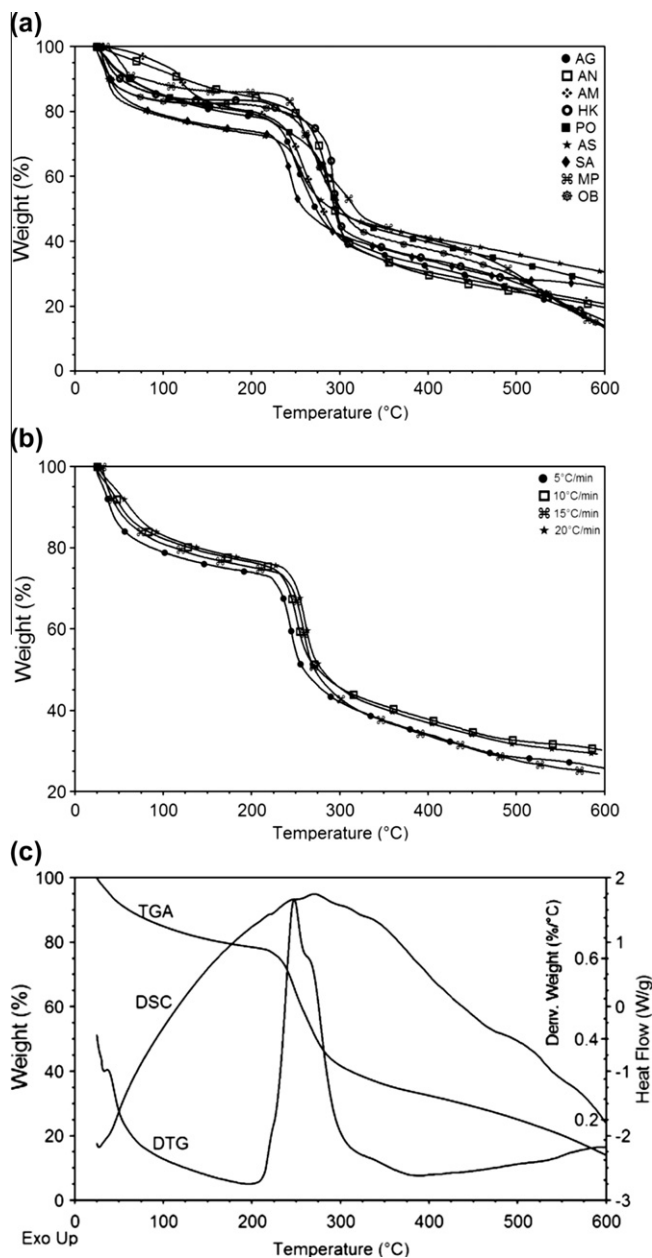 (a)
100
80
60
40
20
0
Weight (%)
AG
AN
AM
HK
PO
AS
SA
MP
OB
0 100 200 300 400 500 600
Temperature (°C)
(b)
100
80
60
40
20
Weight (%)
5°C/min
10°C/min
15°C/min
20°C/min
0 100 200 300 400 500 600
Temperature (°C)
(c)
100
80
60
40
20
0
Weight (%)
TGA
DSC
DTG
0.6
0.4
0.2
Deriv. Weight (%/°C)
2
1
0
-1
-2
-3
Heat Flow (W/g)
0 100 200 300 400 500 600
Exo Up
Temperature (°C)